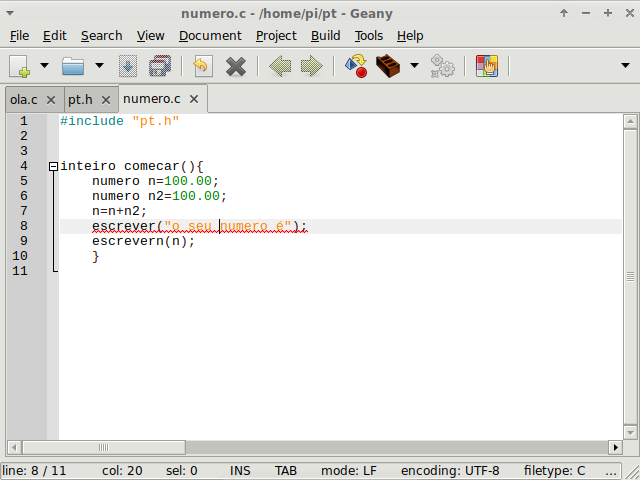 numero.c - /home/pi/pt - Geany
File Edit Search View Document Project Build Tools Help
ola.c pt.h numero.c
1 #include "pt.h"
2
3
4 inteiro comecar(){
5 numero n=100.00;
6 numero n2=100.00;
7 n=n+n2;
8 escrever("o seu numero é");
9 escrevern(n);
10 }
11
line: 8 / 11 col: 20 sel: 0 INS TAB mode: LF encoding: UTF-8 filetype: C ...